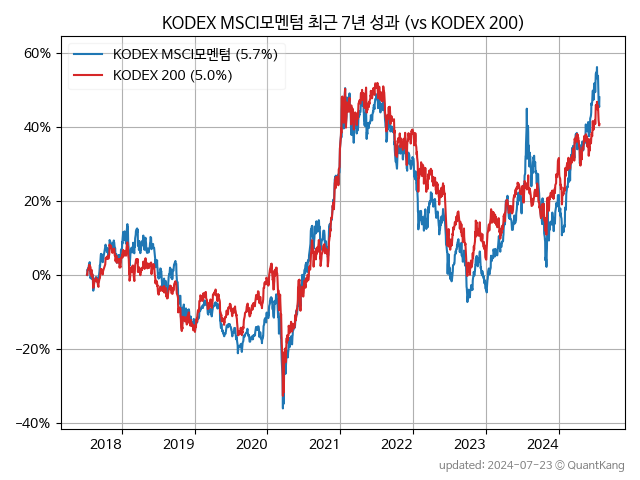 KODEX MSCI모멘텀 최근 7년 성과 (vs KODEX 200)
KODEX MSCI모멘텀 (5.7%)
KODEX 200 (5.0%)
60%
40%
20%
0%
−20%
−40%
2018 2019 2020 2021 2022 2023 2024
updated: 2024-07-23 © QuantKang